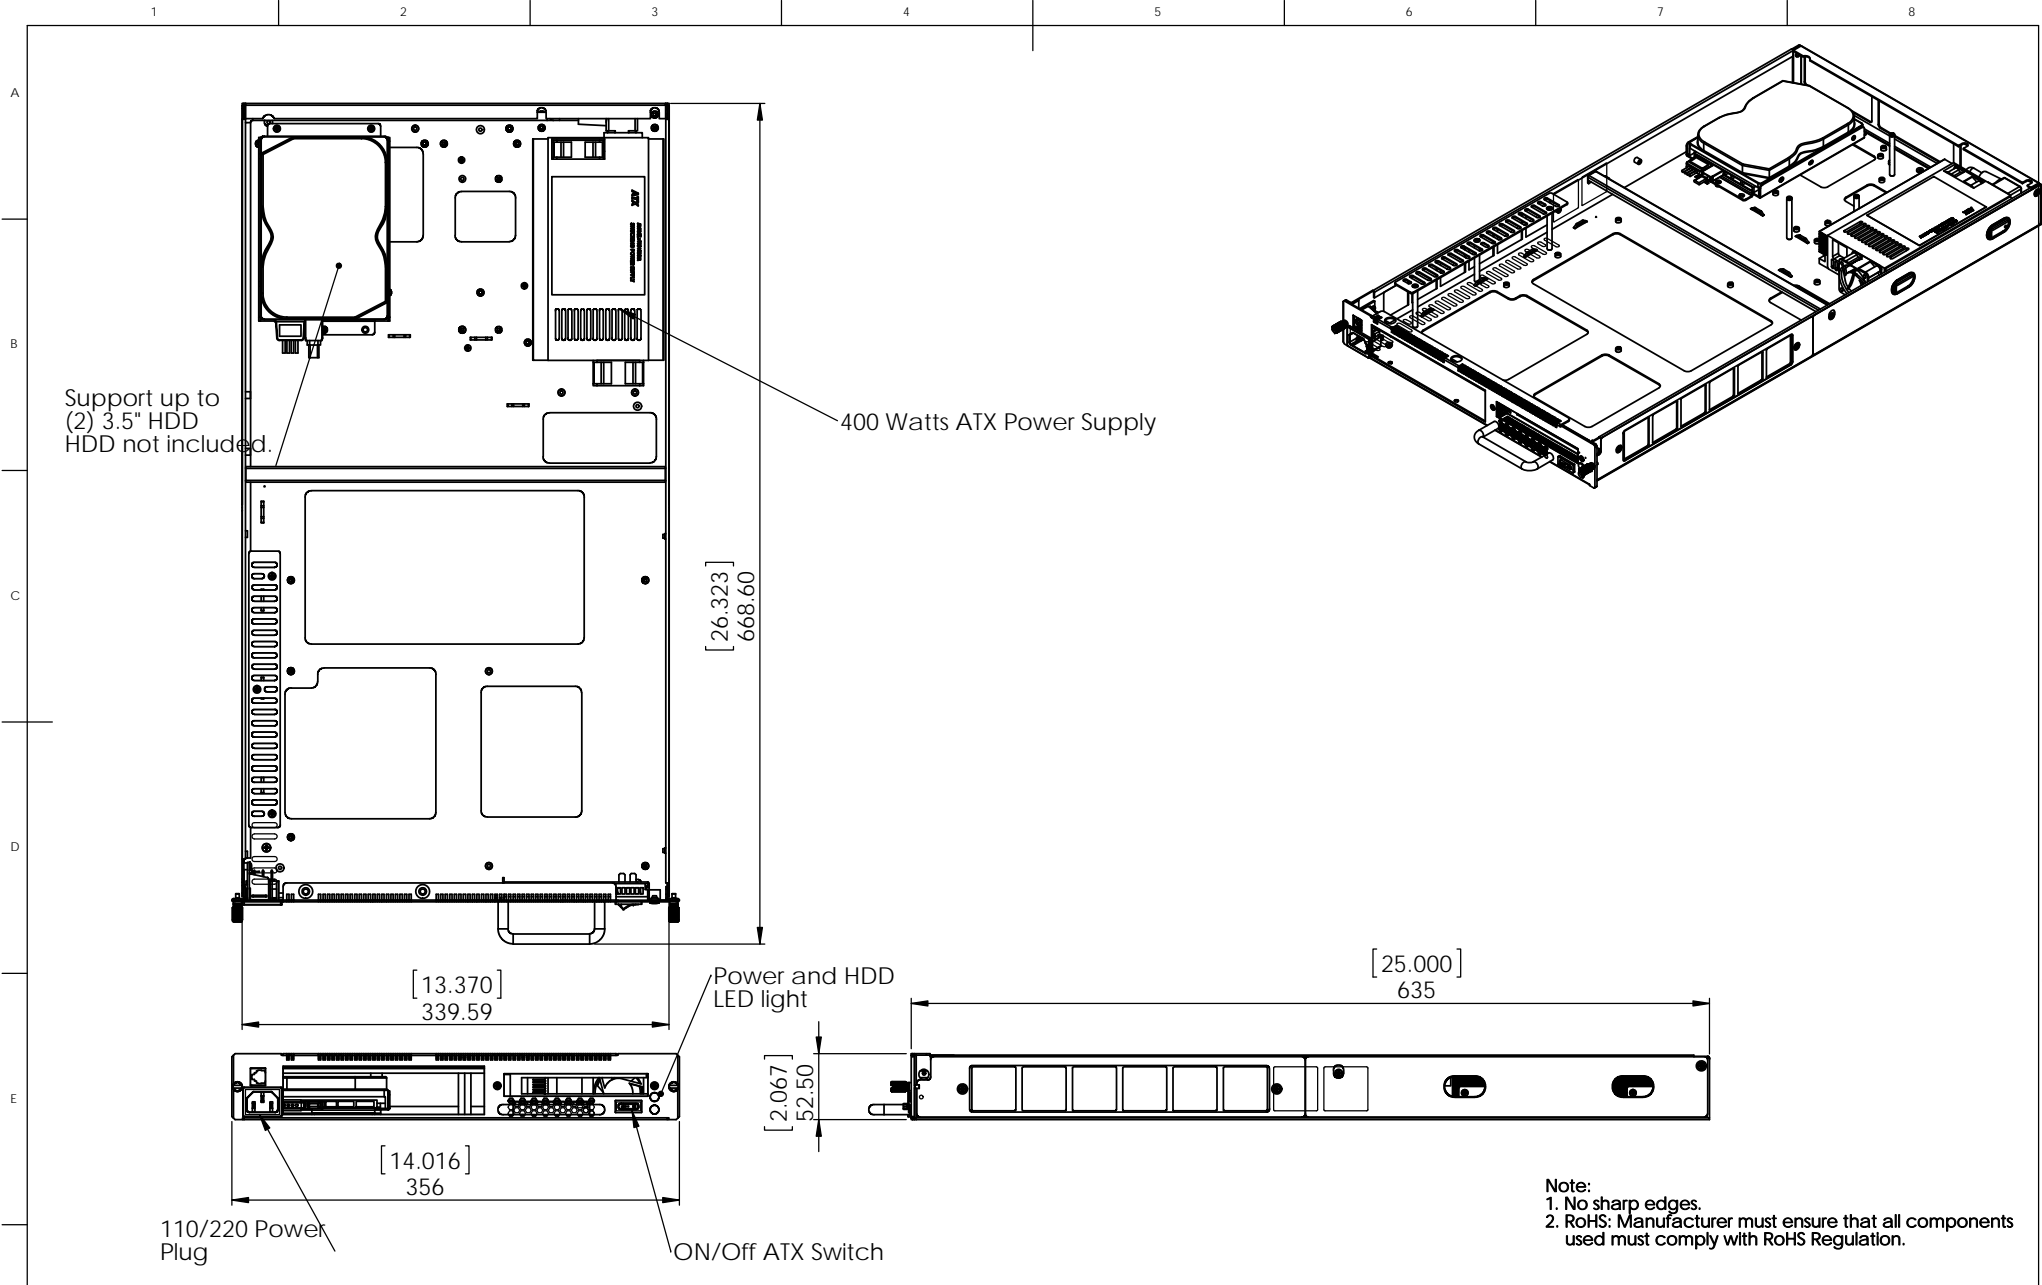 1 2 3 4 5 6 7 8
A
B
C
D
E
ATX
Support up to
(2) 3.5" HDD
HDD not included.
400 Watts ATX Power Supply
[26.323]
668.60
[13.370]
339.59
Power and HDD
LED light
[25.000]
635
[2.067]
52.50
[14.016]
356
110/220 Power
Plug
ON/Off ATX Switch
Note:
1. No sharp edges.
2. RoHS: Manufacturer must ensure that all components
used must comply with RoHS Regulation.